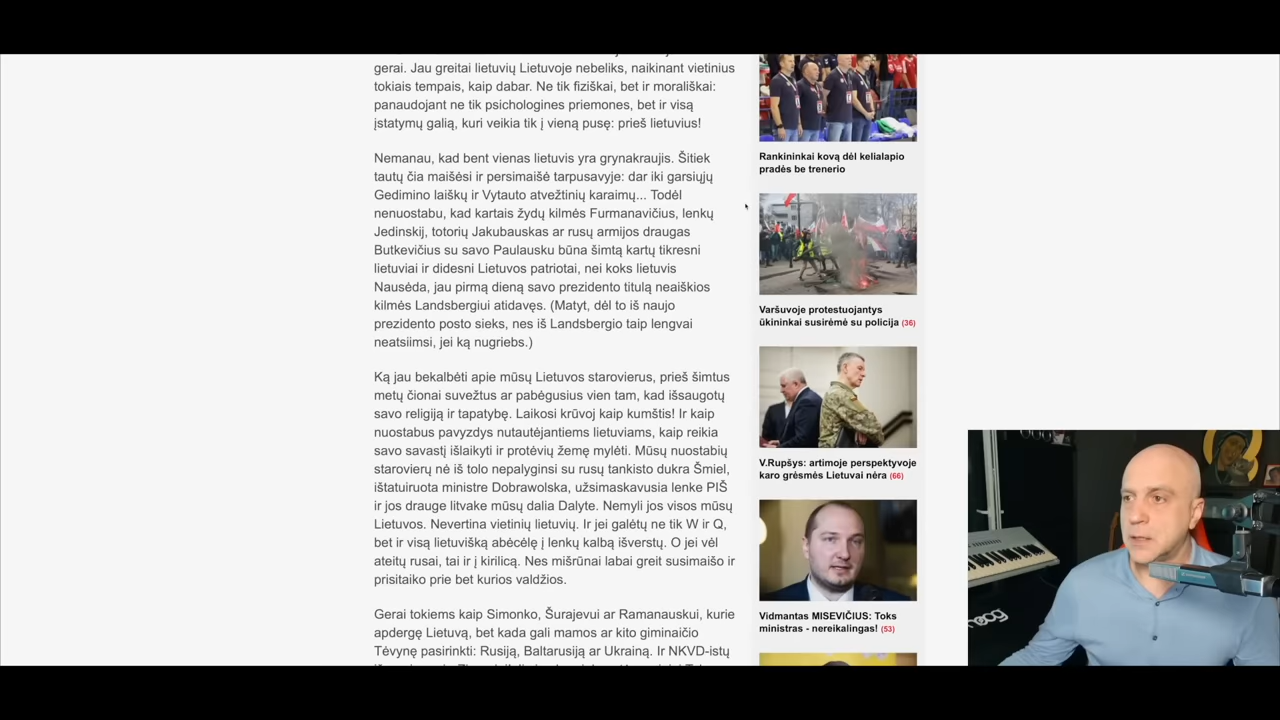 gerai. Jau greitai lietuvių Lietuvoje nebeliks, naikinant vietinius
tokiais tempais, kaip dabar. Ne tik fiziškai, bet ir morališkai:
panaudojant ne tik psichologines priemones, bet ir visą
įstatymų galią, kuri veikia tik į vieną pusę: prieš lietuvius!
Nemanau, kad bent vienas lietuvis yra grynakraujis. Šitiek
tautų čia maišėsi ir persimaišė tarpusavyje: dar iki garsiųjų
Gedimino laiškų ir Vytauto atvežtinių karaimų... Todėl
nenuostabu, kad kartais žydų kilmės Furmanavičius, lenkų
Jedinskij, totorių Jakubauskas ar rusų armijos draugas
Butkevičius su savo Paulausku būna šimtą kartų tikresni
lietuviai ir didesni Lietuvos patriotai, nei koks lietuvis
Nausėda, jau pirmą dieną savo prezidento titulą neaiškios
kilmės Landsbergiui atidavęs. (Matyt, dėl to iš naujo
prezidento posto sieks, nes iš Landsbergio taip lengvai
neatsiimsi, jei ką nugriebs.)
Ką jau bekalbėti apie mūsų Lietuvos starovierus, prieš šimtus
metų čionai suvežtus ar pabėgusius vien tam, kad išsaugotų
savo religiją ir tapatybę. Laikosi krūvoj kaip kumštis! Ir kaip
nuostabus pavyzdys nutautėjantiems lietuviams, kaip reikia
savo savastį išlaikyti ir protėvių žemę mylėti. Mūsų nuostabių
starovierų nė iš tolo nepalyginsi su rusų tankisto dukra Šmiel,
ištatuiruota ministre Dobrawolska, užsimaskavusia lenke PIŠ
ir jos drauge litvake mūsų dalia Dalyte. Nemyli jos visos mūsų
Lietuvos. Nevertina vietinių lietuvių. Ir jei galėtų ne tik W ir Q,
bet ir visą lietuvišką abėcėlę į lenkų kalbą išverstų. O jei vėl
ateitų rusai, tai ir į kirilicą. Nes mišrūnai labai greit susimaišo ir
prisitaiko prie bet kurios valdžios.
Gerai tokiems kaip Simonko, Šurajevui ar Ramanauskui, kurie
apdergę Lietuvą, bet kada gali mamos ar kito giminaičio
Tėvynę pasirinkti: Rusiją, Baltarusiją ar Ukrainą. Ir NKVD-istų
Rankininkai kovą dėl kelialapio
pradės be trenerio
Varšuvoje protestuojantys
ūkininkai susirėmė su policija (36)
V.Rupšys: artimoje perspektyvoje
karo grėsmės Lietuvai nėra (66)
Vidmantas MISEVIČIUS: Toks
ministras - nereikalingas! (53)
moog